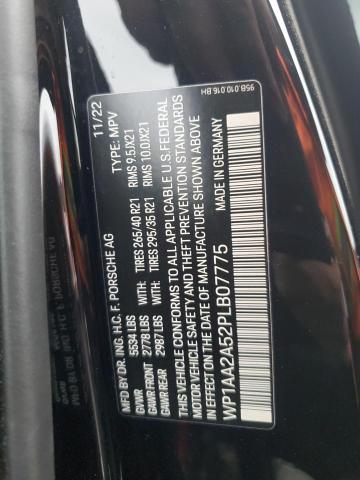 95B.010.016.BH
MFD. BY DR. ING. H.C. F. PORSCHE AG 11/22
GVWR 5534 LBS TYPE: MPV
GAWR FRONT 2778 LBS WITH: TIRES 265/40 R21 RIMS 9.5JX21
GAWR REAR 2987 LBS WITH: TIRES 295/35 R21 RIMS 10.0JX21
THIS VEHICLE CONFORMS TO ALL APPLICABLE U.S. FEDERAL
MOTOR VEHICLE SAFETY AND THEFT PREVENTION STANDARDS
IN EFFECT ON THE DATE OF MANUFACTURE SHOWN ABOVE
WP1AA2A52PLB07775 MADE IN GERMANY